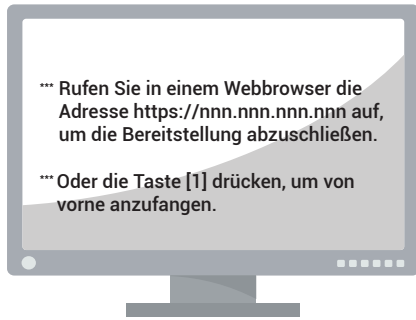 *** Rufen Sie in einem Webbrowser die
Adresse https://nnn.nnn.nnn.nnn auf,
um die Bereitstellung abzuschließen.
*** Oder die Taste [1] drücken, um von
vorne anzufangen.